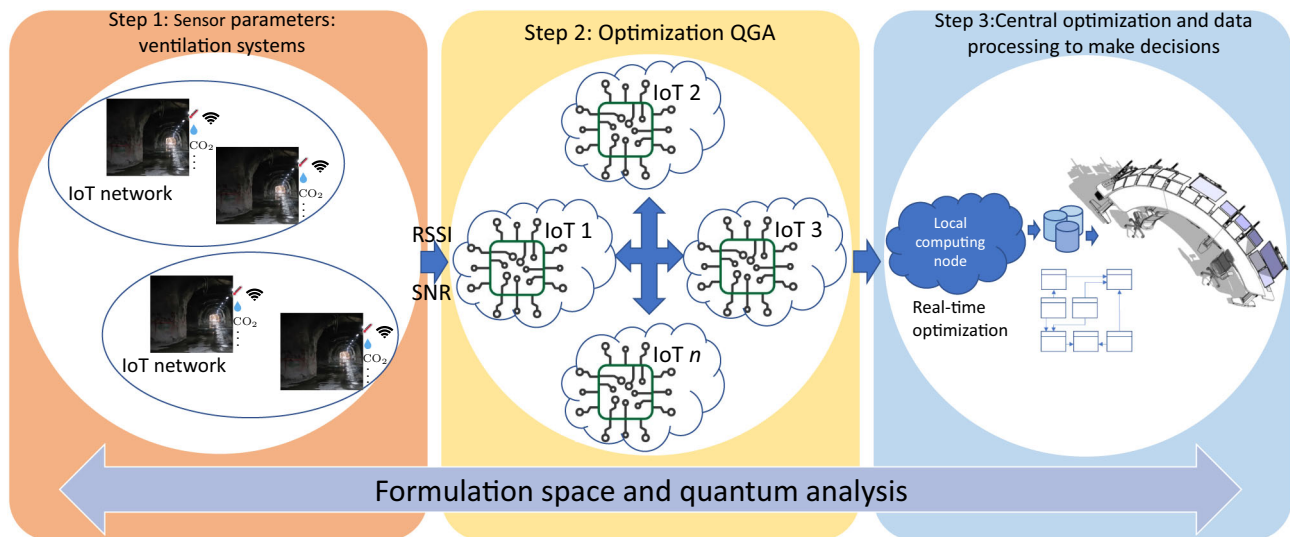 Step 1: Sensor parameters:
ventilation systems
CO₂
CO₂
IoT network
CO₂
IoT network
CO₂
RSSI
SNR
Step 2: Optimization QGA
IoT 2
IoT 1
IoT 3
IoT n
Step 3:Central optimization and data
processing to make decisions
Local
computing
node
Real-time
optimization
Formulation space and quantum analysis